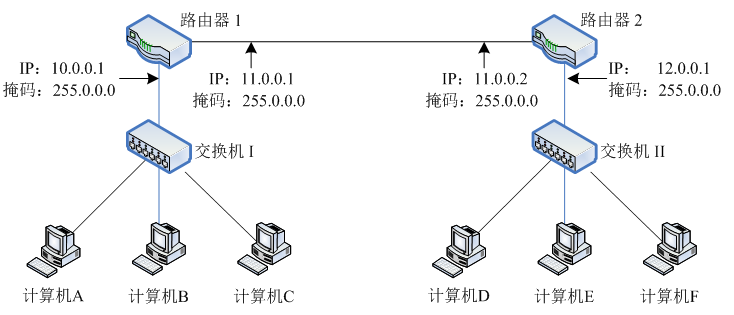 路由器 1
路由器 2
IP： 10.0.0.1
掩码：255.0.0.0
IP： 11.0.0.1
掩码：255.0.0.0
IP： 11.0.0.2
掩码：255.0.0.0
IP： 12.0.0.1
掩码：255.0.0.0
交换机 I
交换机 II
计算机A
计算机B
计算机C
计算机D
计算机E
计算机F